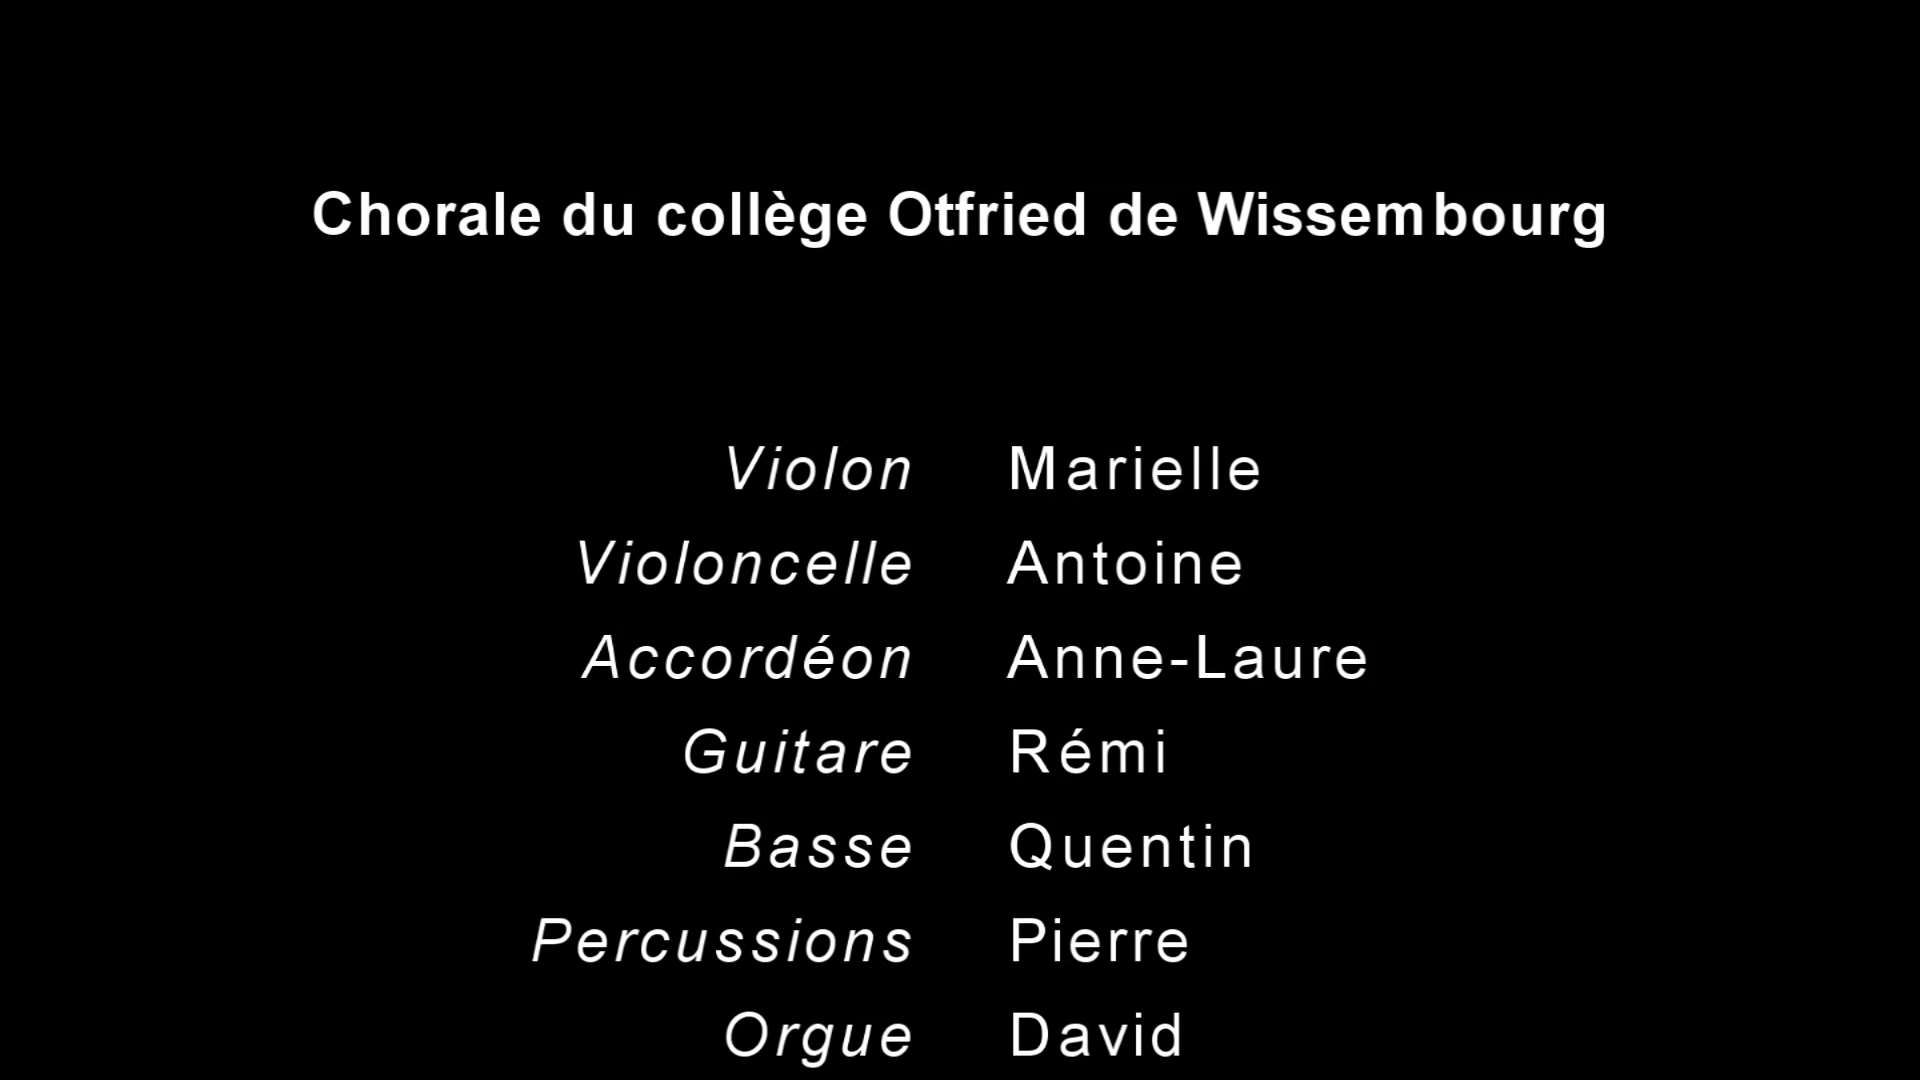 Chorale du collège Otfried de Wissembourg
Violon Marielle
Violoncelle Antoine
Accordéon Anne-Laure
Guitare Rémi
Basse Quentin
Percussions Pierre
Orgue David